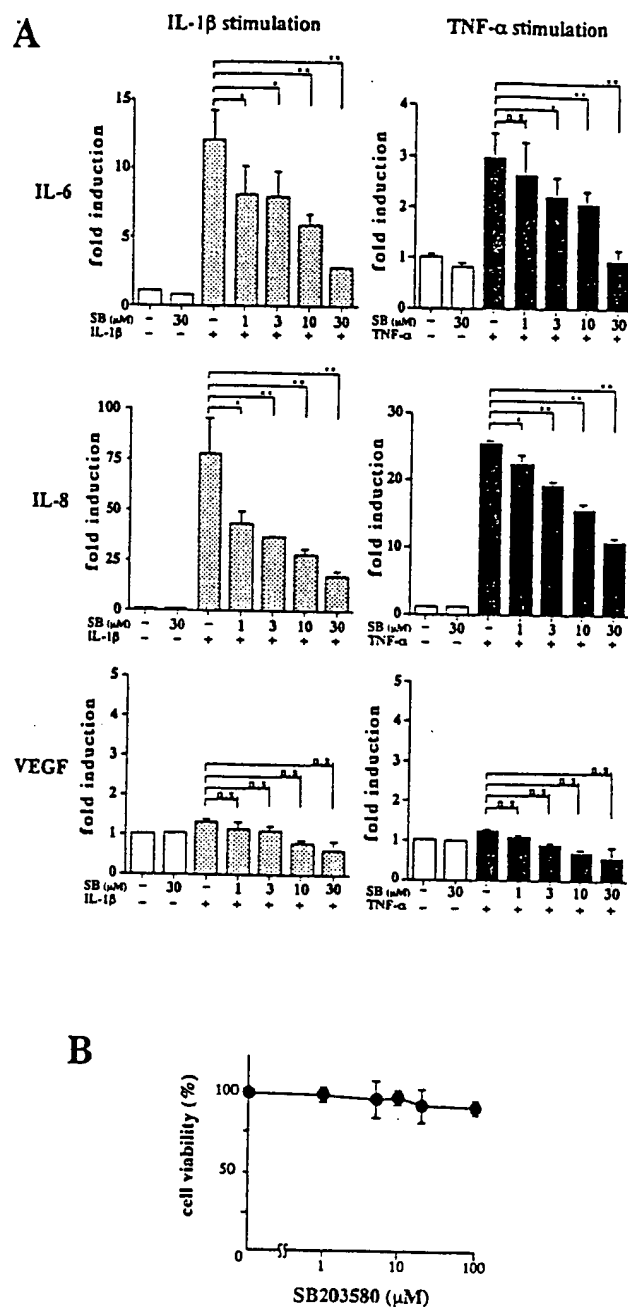 A
IL-1β stimulation
TNF-α stimulation
IL-6
fold induction
15
10
5
0
** 
** 
* 
*
SB (μM) − 30 − 1 3 10 30
IL-1β − − + + + + +
fold induction
4
3
2
1
0
**
**
*
n.s
SB (μM) − 30 − 1 3 10 30
TNF-α − − + + + + +
IL-8
fold induction
100
75
50
25
0
**
**
**
*
SB (μM) − 30 − 1 3 10 30
IL-1β − − + + + + +
fold induction
30
20
10
0
**
**
**
*
SB (μM) − 30 − 1 3 10 30
TNF-α − − + + + + +
VEGF
fold induction
5
4
3
2
1
0
n.s
n.s
n.s
n.s
SB (μM) − 30 − 1 3 10 30
IL-1β − − + + + + +
fold induction
5
4
3
2
1
0
n.s
n.s
n.s
n.s
SB (μM) − 30 − 1 3 10 30
TNF-α − − + + + + +
B
cell viability (%)
100
50
0
1 10 100
SB203580 (μM)